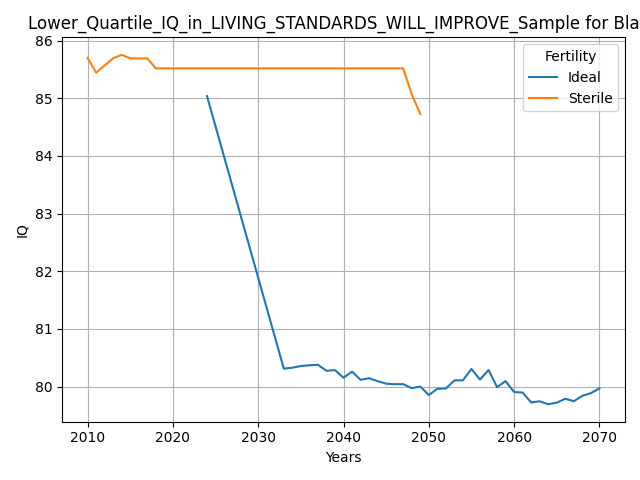 Lower_Quartile_IQ_in_LIVING_STANDARDS_WILL_IMPROVE_Sample for Bla
86
85
84
83
82
81
80
IQ
Fertility
Ideal
Sterile
2010 2020 2030 2040 2050 2060 2070
Years